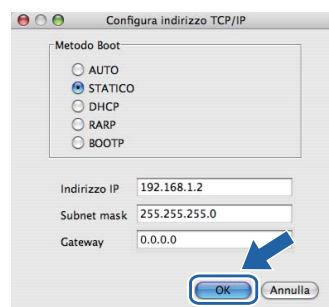 Configura indirizzo TCP/IP
Metodo Boot
AUTO
STATICO
DHCP
RARP
BOOTP
Indirizzo IP 192.168.1.2
Subnet mask 255.255.255.0
Gateway 0.0.0.0
OK Annulla